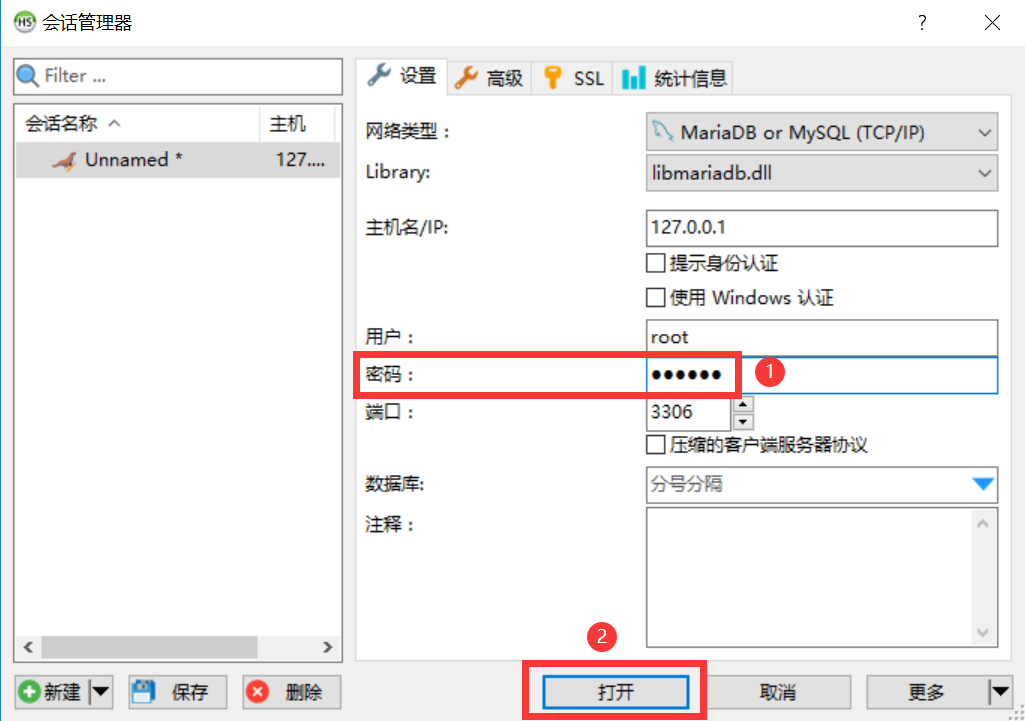 会话管理器
Filter ...
会话名称 主机
Unnamed * 127....
设置 高级 SSL 统计信息
网络类型： MariaDB or MySQL (TCP/IP)
Library: libmariadb.dll
主机名/IP: 127.0.0.1
提示身份认证
使用 Windows 认证
用户： root
密码： ●●●●●● 1
端口： 3306
压缩的客户端服务器协议
数据库: 分号分隔
注释：
2
新建 保存 删除 打开 取消 更多